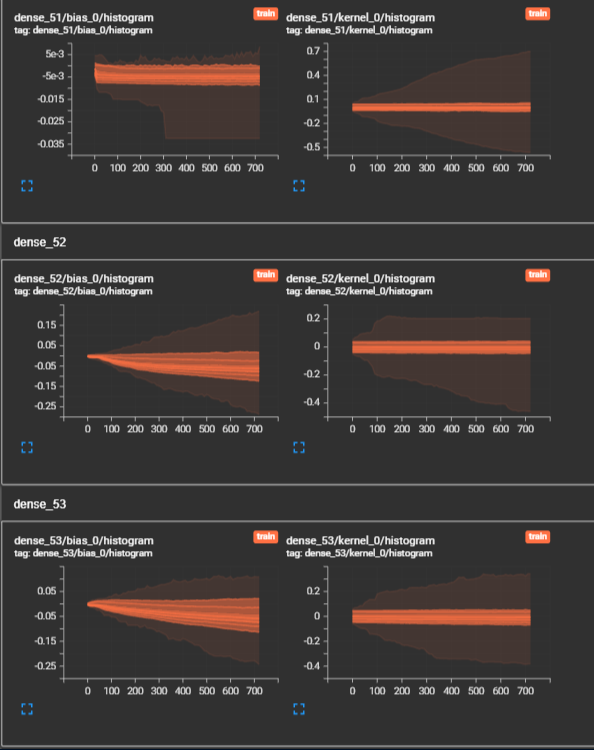 dense_51/bias_0/histogram
train
tag: dense_51/bias_0/histogram
5e-3
-5e-3
-0.015
-0.025
-0.035
0 100 200 300 400 500 600 700
dense_51/kernel_0/histogram
train
tag: dense_51/kernel_0/histogram
0.7
0.4
0.1
-0.2
-0.5
0 100 200 300 400 500 600 700
dense_52
dense_52/bias_0/histogram
train
tag: dense_52/bias_0/histogram
0.15
0.05
-0.05
-0.15
-0.25
0 100 200 300 400 500 600 700
dense_52/kernel_0/histogram
train
tag: dense_52/kernel_0/histogram
0.2
0
-0.2
-0.4
0 100 200 300 400 500 600 700
dense_53
dense_53/bias_0/histogram
train
tag: dense_53/bias_0/histogram
0.05
-0.05
-0.15
-0.25
0 100 200 300 400 500 600 700
dense_53/kernel_0/histogram
train
tag: dense_53/kernel_0/histogram
0.2
0
-0.2
-0.4
0 100 200 300 400 500 600 700